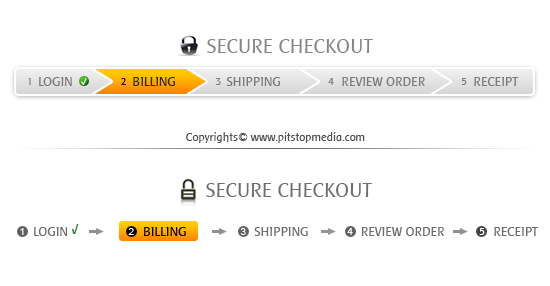 SECURE CHECKOUT
1 LOGIN 2 BILLING 3 SHIPPING 4 REVIEW ORDER 5 RECEIPT
Copyrights© www.pitstopmedia.com
SECURE CHECKOUT
1 LOGIN √ 2 BILLING 3 SHIPPING 4 REVIEW ORDER 5 RECEIPT